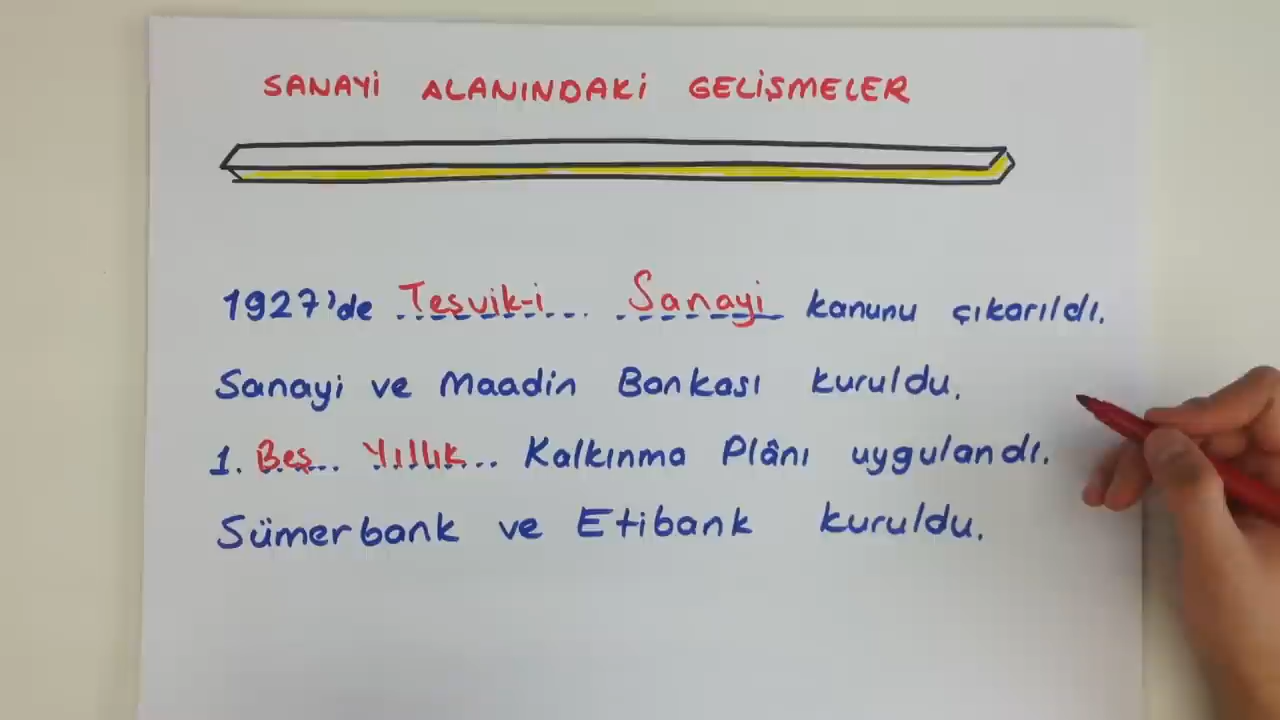 SANAYİ ALANINDAKİ GELİŞMELER
1927'de Teşvik-i Sanayi kanunu çıkarıldı.
Sanayi ve Maadin Bankası kuruldu.
1. Beş Yıllık Kalkınma Plânı uygulandı.
Sümerbank ve Etibank kuruldu.